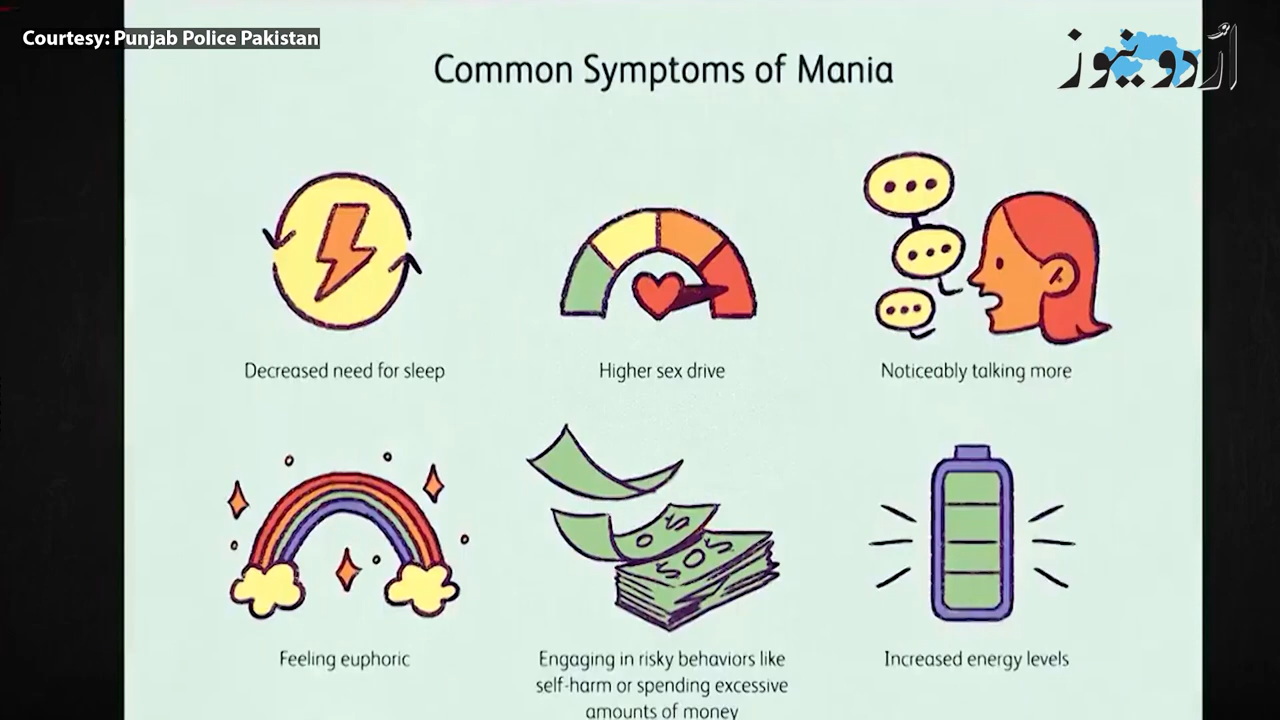 Courtesy: Punjab Police Pakistan
اُردو نیوز
Common Symptoms of Mania
Decreased need for sleep
Higher sex drive
Noticeably talking more
Feeling euphoric
Engaging in risky behaviors like
self-harm or spending excessive
amounts of money
Increased energy levels